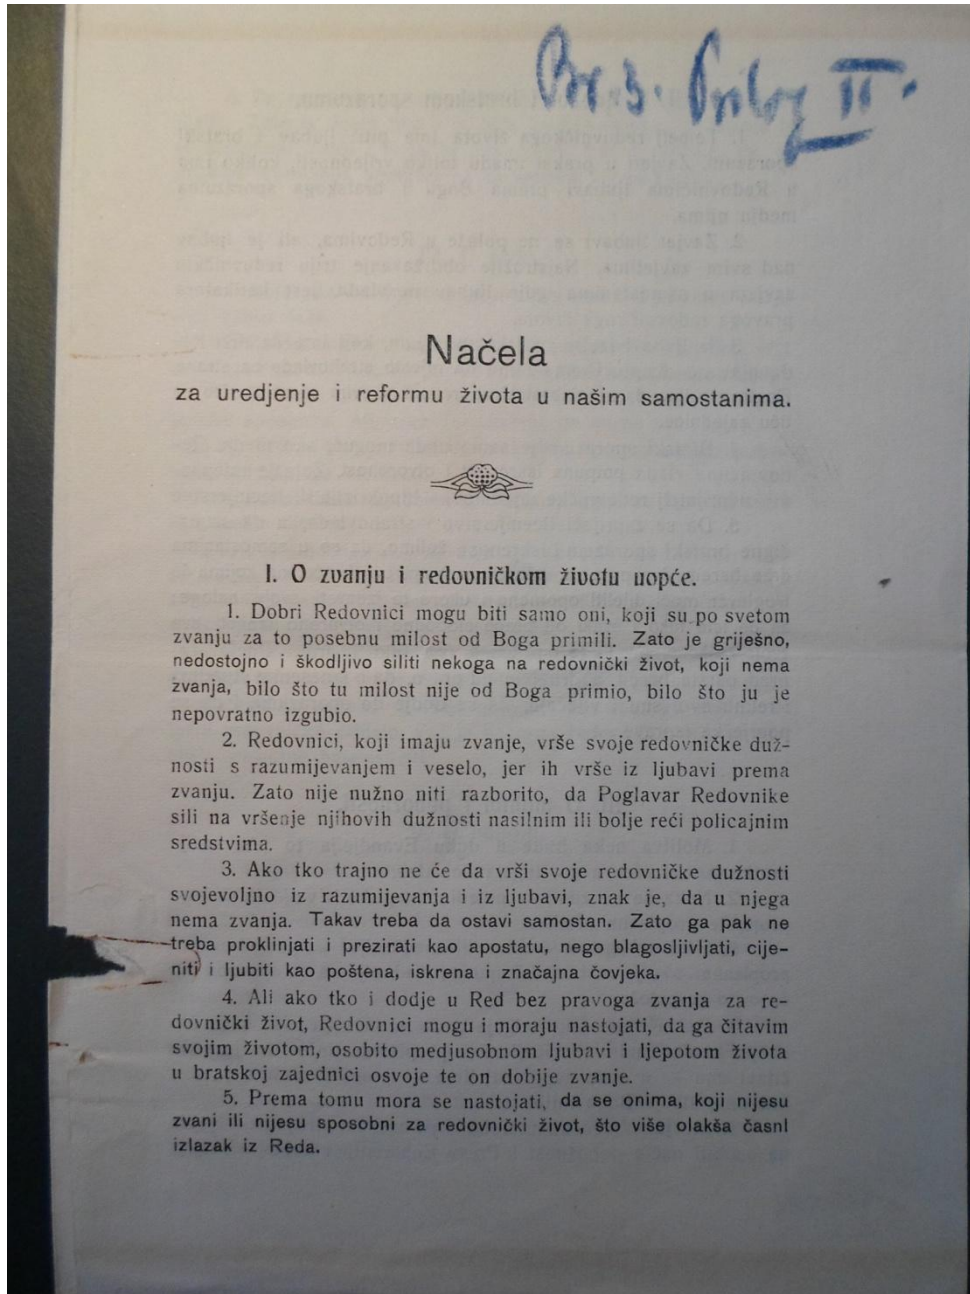 Br 3. Prilog II.
Načela
za uredjenje i reformu života u našim samostanima.
I. O zvanju i redovničkom životu uopće.
1. Dobri Redovnici mogu biti samo oni, koji su po svetom
zvanju za to posebnu milost od Boga primili. Zato je griješno,
nedostojno i škodljivo siliti nekoga na redovnički život, koji nema
zvanja, bilo što tu milost nije od Boga primio, bilo što ju je
nepovratno izgubio.
2. Redovnici, koji imaju zvanje, vrše svoje redovničke duž-
nosti s razumijevanjem i veselo, jer ih vrše iz ljubavi prema
zvanju. Zato nije nužno niti razborito, da Poglavar Redovnike
sili na vršenje njihovih dužnosti nasilnim ili bolje reći policajnim
sredstvima.
3. Ako tko trajno ne će da vrši svoje redovničke dužnosti
svojevoljno iz razumijevanja i iz ljubavi, znak je, da u njega
nema zvanja. Takav treba da ostavi samostan. Zato ga pak ne
treba proklinjati i prezirati kao apostatu, nego blagosljivljati, cije-
niti i ljubiti kao poštena, iskrena i značajna čovjeka.
4. Ali ako tko i dodje u Red bez pravoga zvanja za re-
dovnički život, Redovnici mogu i moraju nastojati, da ga čitavim
svojim životom, osobito medjusobnom ljubavi i ljepotom života
u bratskoj zajednici osvoje te on dobije zvanje.
5. Prema tomu mora se nastojati, da se onima, koji nijesu
zvani ili nijesu sposobni za redovnički život, što više olakša časni
izlazak iz Reda.